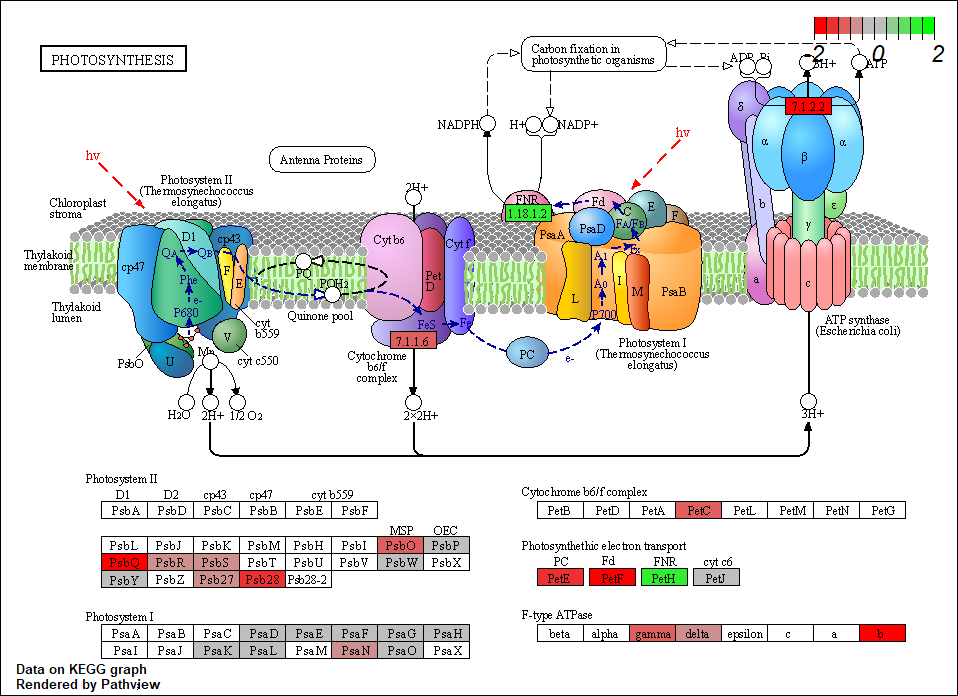 PHOTOSYNTHESIS
-2 0 2
Carbon fixation in
photosynthetic organisms
ADP Pi
3H+
ATP
NADPH
H+
NADP+
hν
hν
Antenna Proteins
Photosystem II
(Thermosynechococcus
elongatus)
2H+
Chloroplast
stroma
Thylakoid
membrane
Thylakoid
lumen
D1
cp43
cp47
QA
QB
Phe
F
E
e-
P680
PQ
PQH2
Quinone pool
cyt
b559
V
cyt c550
PsbO
U
Mn
H2O
2H+
1/2 O2
Cyt b6
Cyt f
Pet
D
FeS
Fe
7.1.1.6
Cytochrome
b6/f
complex
2×2H+
PC
e-
FNR
1.18.1.2
Fd
E
C
F
PsaA
PsaD
FA/FB
Fx
A1
A0
L
I
M
PsaB
P700
Photosystem I
(Thermosynechococcus
elongatus)
δ
7.1.2.2
α
β
α
b
ε
γ
a
c
ATP synthase
(Escherichia coli)
3H+
Photosystem II
D1 D2 cp43 cp47 cyt b559
PsbA PsbD PsbC PsbB PsbE PsbF
MSP OEC
PsbL PsbJ PsbK PsbM PsbH PsbI PsbO PsbP
PsbQ PsbR PsbS PsbT PsbU PsbV PsbW PsbX
PsbY PsbZ Psb27 Psb28 Psb28-2
Photosystem I
PsaA PsaB PsaC PsaD PsaE PsaF PsaG PsaH
PsaI PsaJ PsaK PsaL PsaM PsaN PsaO PsaX
Cytochrome b6/f complex
PetB PetD PetA PetC PetL PetM PetN PetG
Photosynthethic electron transport
PC Fd FNR cyt c6
PetE PetF PetH PetJ
F-type ATPase
beta alpha gamma delta epsilon c a b
Data on KEGG graph
Rendered by Pathview